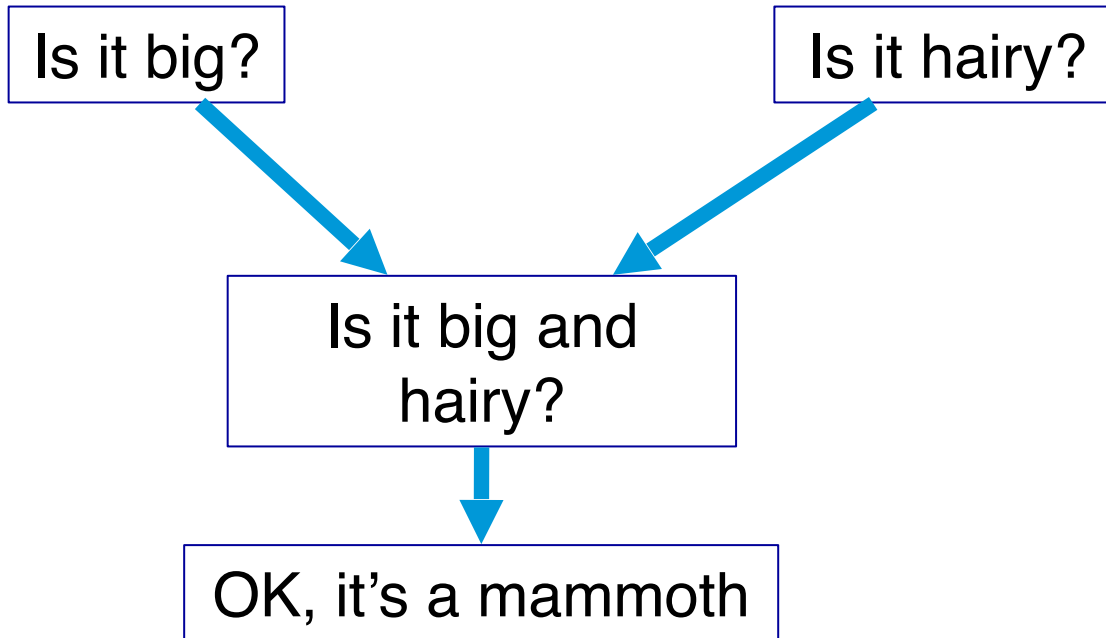 Is it big?
Is it hairy?
Is it big and
hairy?
OK, it’s a mammoth